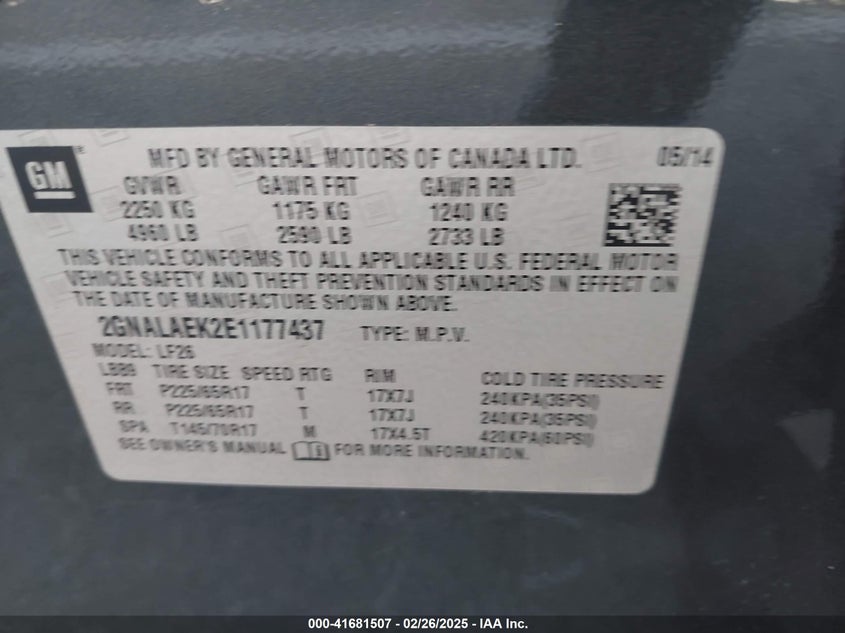 GM
MFD BY GENERAL MOTORS OF CANADA LTD. 05/14
GVWR GAWR FRT GAWR RR
2250 KG 1175 KG 1240 KG
4960 LB 2590 LB 2733 LB
THIS VEHICLE CONFORMS TO ALL APPLICABLE U.S. FEDERAL MOTOR
VEHICLE SAFETY AND THEFT PREVENTION STANDARDS IN EFFECT ON
THE DATE OF MANUFACTURE SHOWN ABOVE.
2GNALAEK2E1177437 TYPE: M.P.V.
MODEL: LF26
TIRE SIZE SPEED RTG RIM COLD TIRE PRESSURE
FRT P225/65R17 T 17X7J 240KPA(35PSI)
RR P225/65R17 T 17X7J 240KPA(35PSI)
SPA T145/70R17 M 17X4.5T 420KPA(60PSI)
SEE OWNER'S MANUAL FOR MORE INFORMATION.
000-41681507 - 02/26/2025 - IAA Inc.